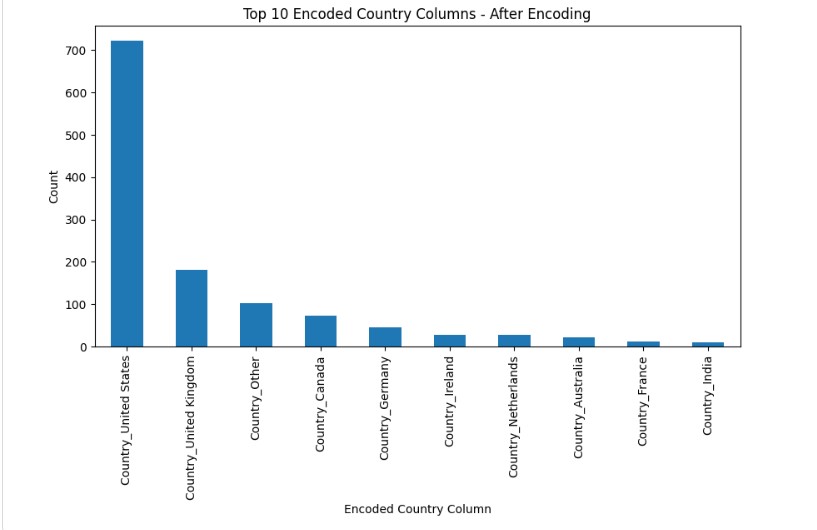 Top 10 Encoded Country Columns - After Encoding
700
600
500
400
300
200
100
0
Count
Country_United States
Country_United Kingdom
Country_Other
Country_Canada
Country_Germany
Country_Ireland
Country_Netherlands
Country_Australia
Country_France
Country_India
Encoded Country Column